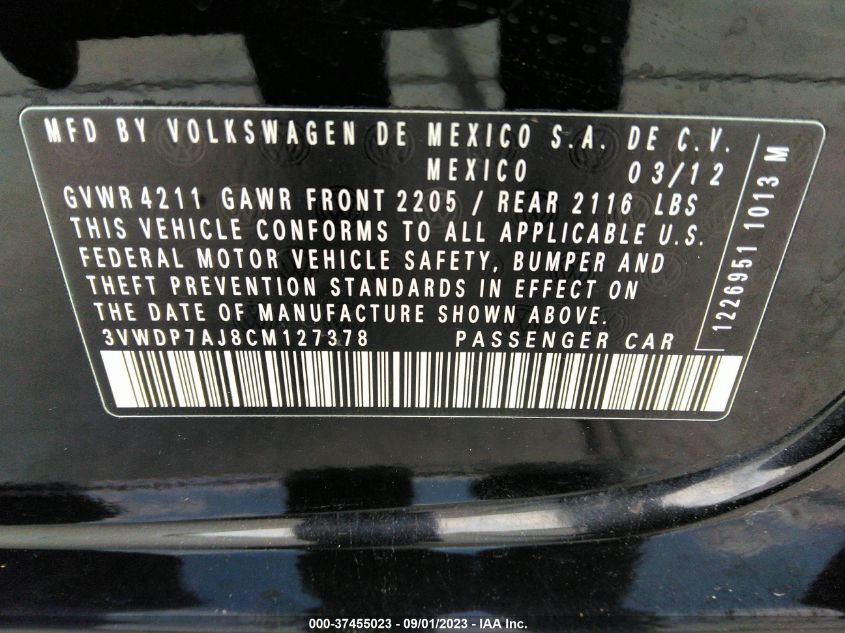 MFD BY VOLKSWAGEN DE MEXICO S.A. DE C.V.
MEXICO 03/12
GVWR 4211 GAWR FRONT 2205 / REAR 2116 LBS
THIS VEHICLE CONFORMS TO ALL APPLICABLE U.S.
FEDERAL MOTOR VEHICLE SAFETY, BUMPER AND
THEFT PREVENTION STANDARDS IN EFFECT ON
THE DATE OF MANUFACTURE SHOWN ABOVE.
3VWDP7AJ8CM127378 PASSENGER CAR
1226951 1013 M
000-37455023 - 09/01/2023 - IAA Inc.